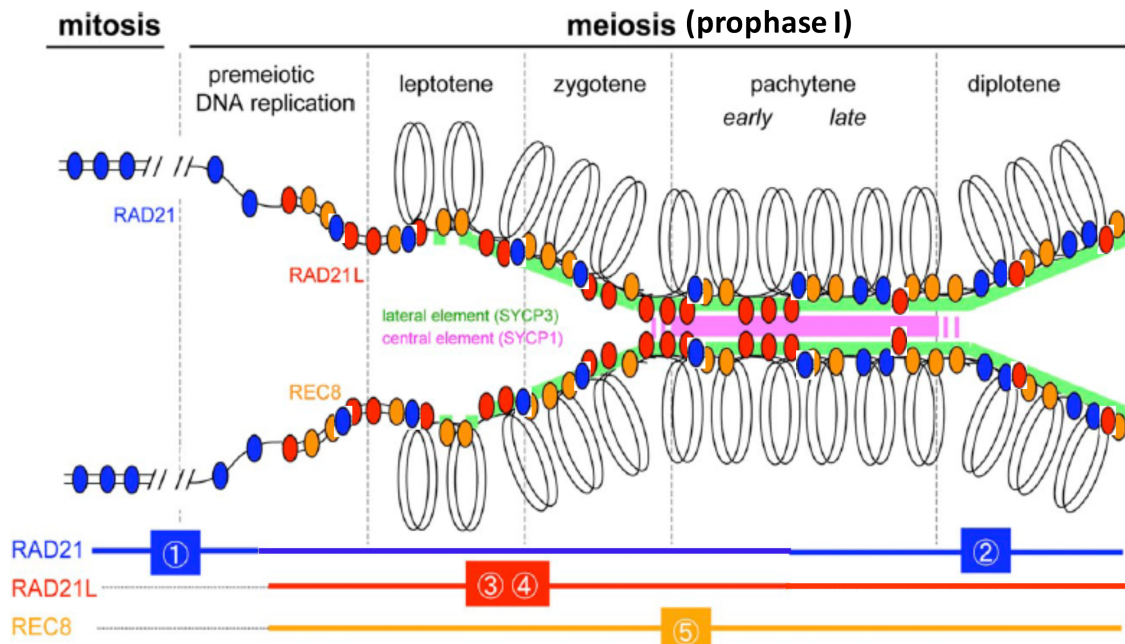 mitosis
meiosis (prophase I)
premeiotic
DNA replication
leptotene
zygotene
pachytene
early late
diplotene
RAD21
RAD21L
lateral element (SYCP3)
central element (SYCP1)
REC8
RAD21 ① ②
RAD21L ③ ④
REC8 ⑤